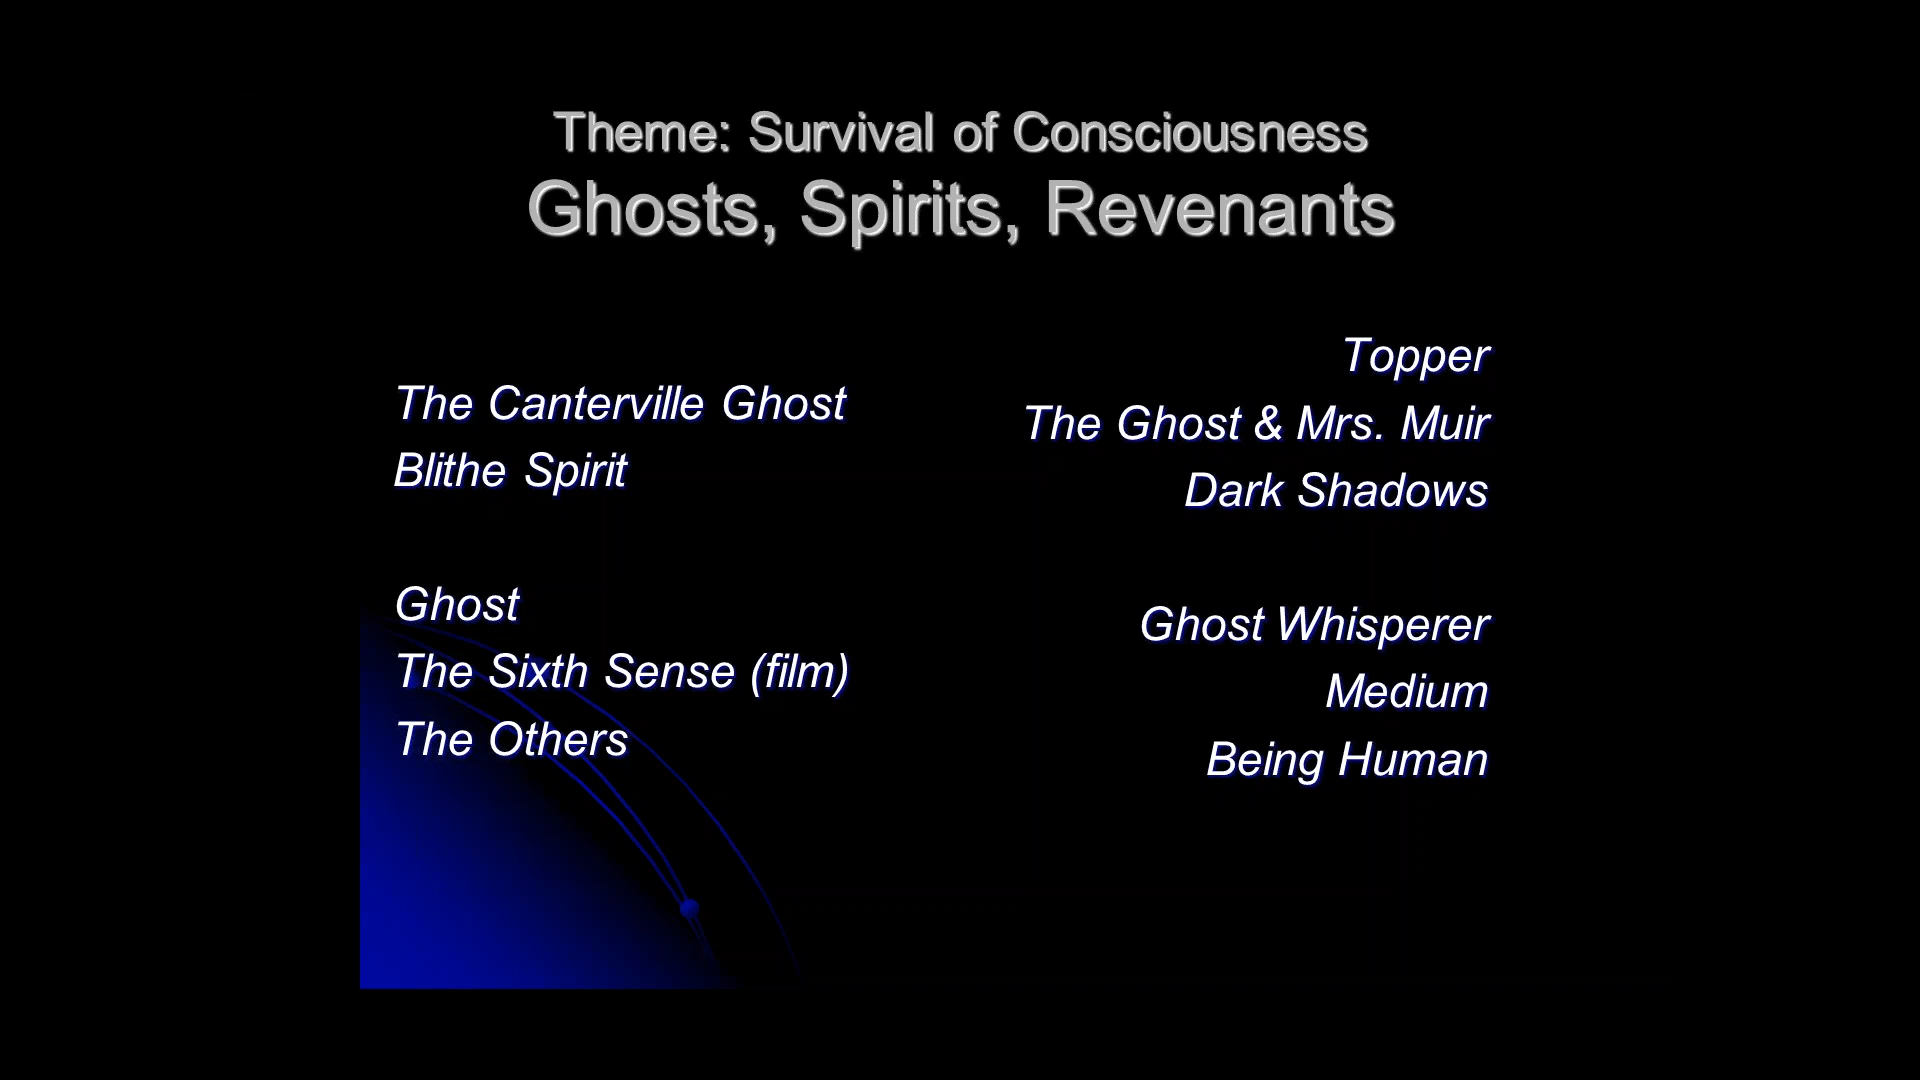 Theme: Survival of Consciousness
Ghosts, Spirits, Revenants
The Canterville Ghost
Blithe Spirit
Ghost
The Sixth Sense (film)
The Others
Topper
The Ghost & Mrs. Muir
Dark Shadows
Ghost Whisperer
Medium
Being Human